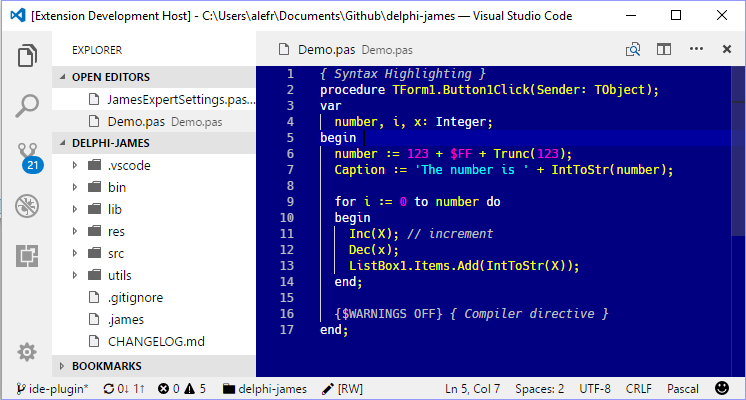 [Extension Development Host] - C:\Users\alefr\Documents\Github\delphi-james — Visual Studio Code
EXPLORER
OPEN EDITORS
JamesExpertSettings.pas...
Demo.pas Demo.pas
DELPHI-JAMES
.vscode
bin
lib
res
src
utils
.gitignore
.james
CHANGELOG.md
BOOKMARKS
21
Demo.pas Demo.pas
1 { Syntax Highlighting }
2 procedure TForm1.Button1Click(Sender: TObject);
3 var
4 number, i, x: Integer;
5 begin
6 number := 123 + $FF + Trunc(123);
7 Caption := 'The number is ' + IntToStr(number);
8
9 for i := 0 to number do
10 begin
11 Inc(X); // increment
12 Dec(x);
13 ListBox1.Items.Add(IntToStr(X));
14 end;
15
16 {$WARNINGS OFF} { Compiler directive }
17 end;
ide-plugin* 0↓ 1↑ 0 5 delphi-james [RW] Ln 5, Col 7 Spaces: 2 UTF-8 CRLF Pascal